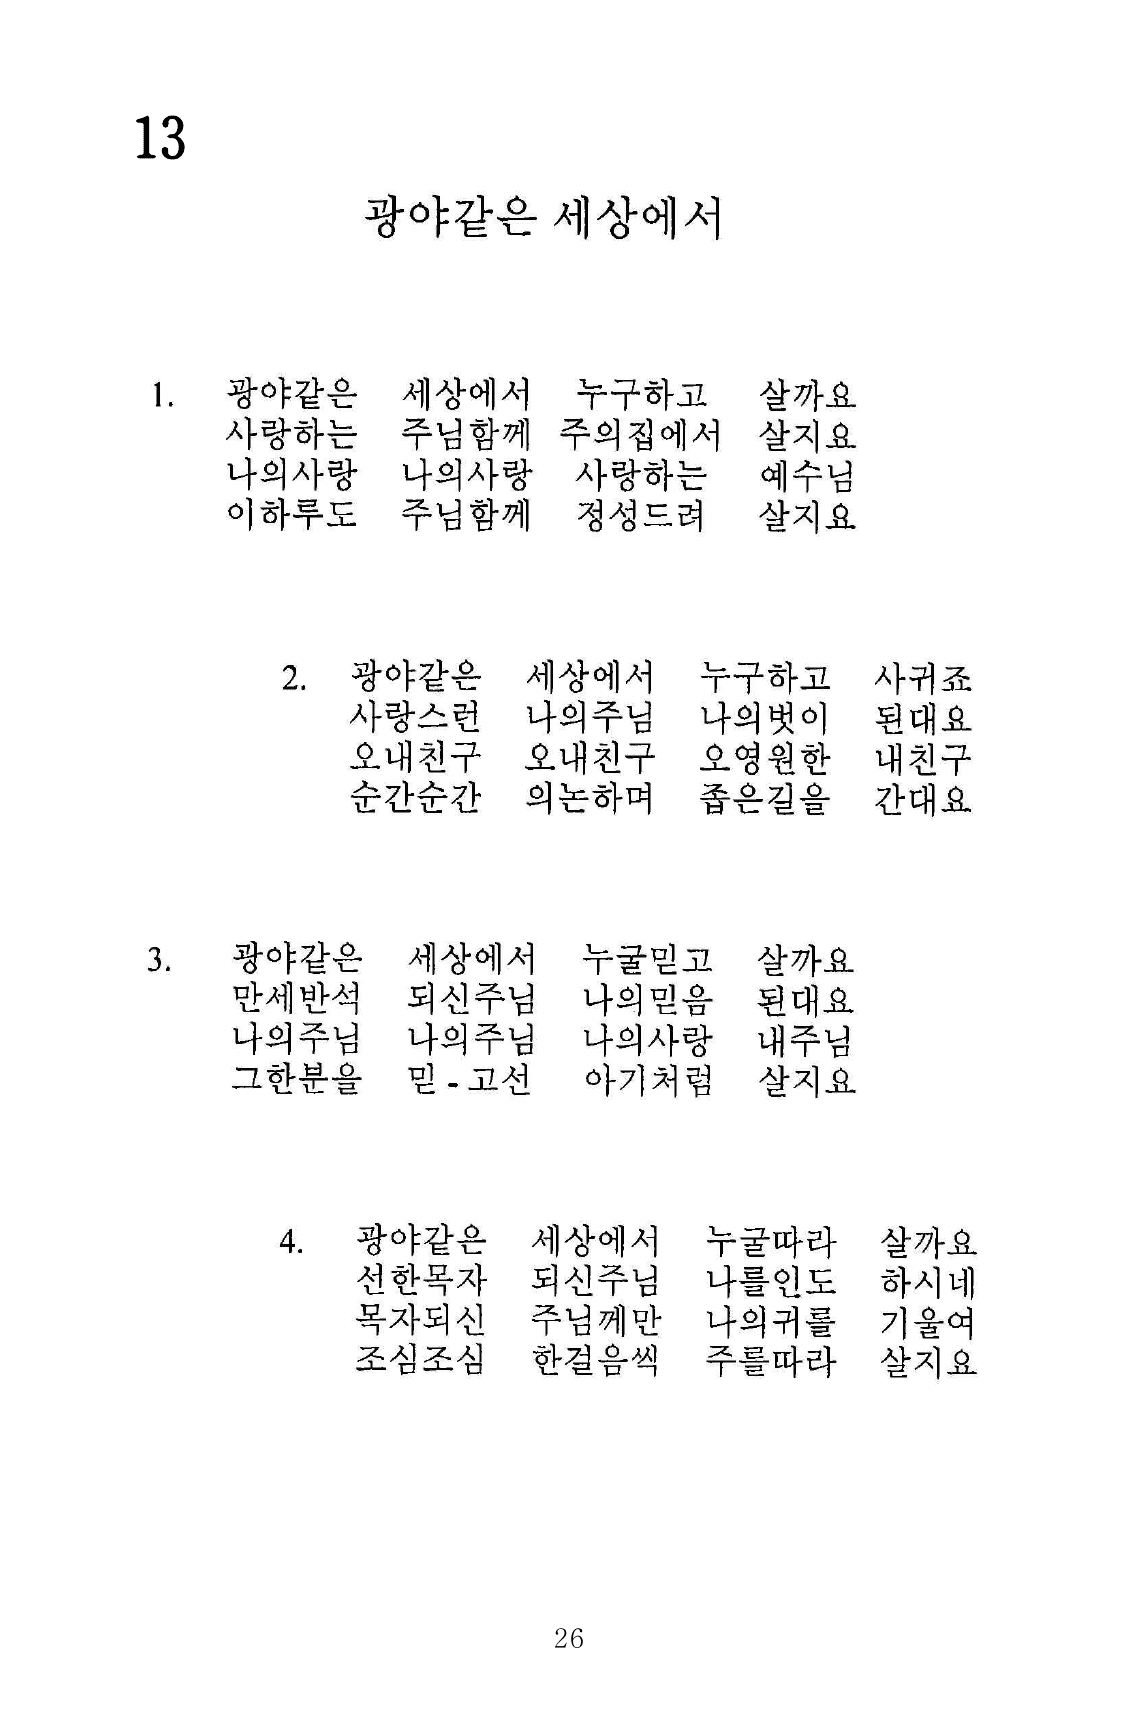 13
광야같은 세상에서
1. 광야같은 세상에서 누구하고 살까요
사랑하는 주님함께 주의집에서 살지요
나의사랑 나의사랑 사랑하는 예수님
이하루도 주님함께 정성드려 살지요
2. 광야같은 세상에서 누구하고 사귀죠
사랑스런 나의주님 나의벗이 된대요
오내친구 오내친구 오영원한 내친구
순간순간 의논하며 좁은길을 간대요
3. 광야같은 세상에서 누굴믿고 살까요
만세반석 되신주님 나의믿음 된대요
나의주님 나의주님 나의사랑 내주님
그한분을 믿-고선 아기처럼 살지요
4. 광야같은 세상에서 누굴따라 살까요
선한목자 되신주님 나를인도 하시네
목자되신 주님께만 나의귀를 기울여
조심조심 한걸음씩 주를따라 살지요
26